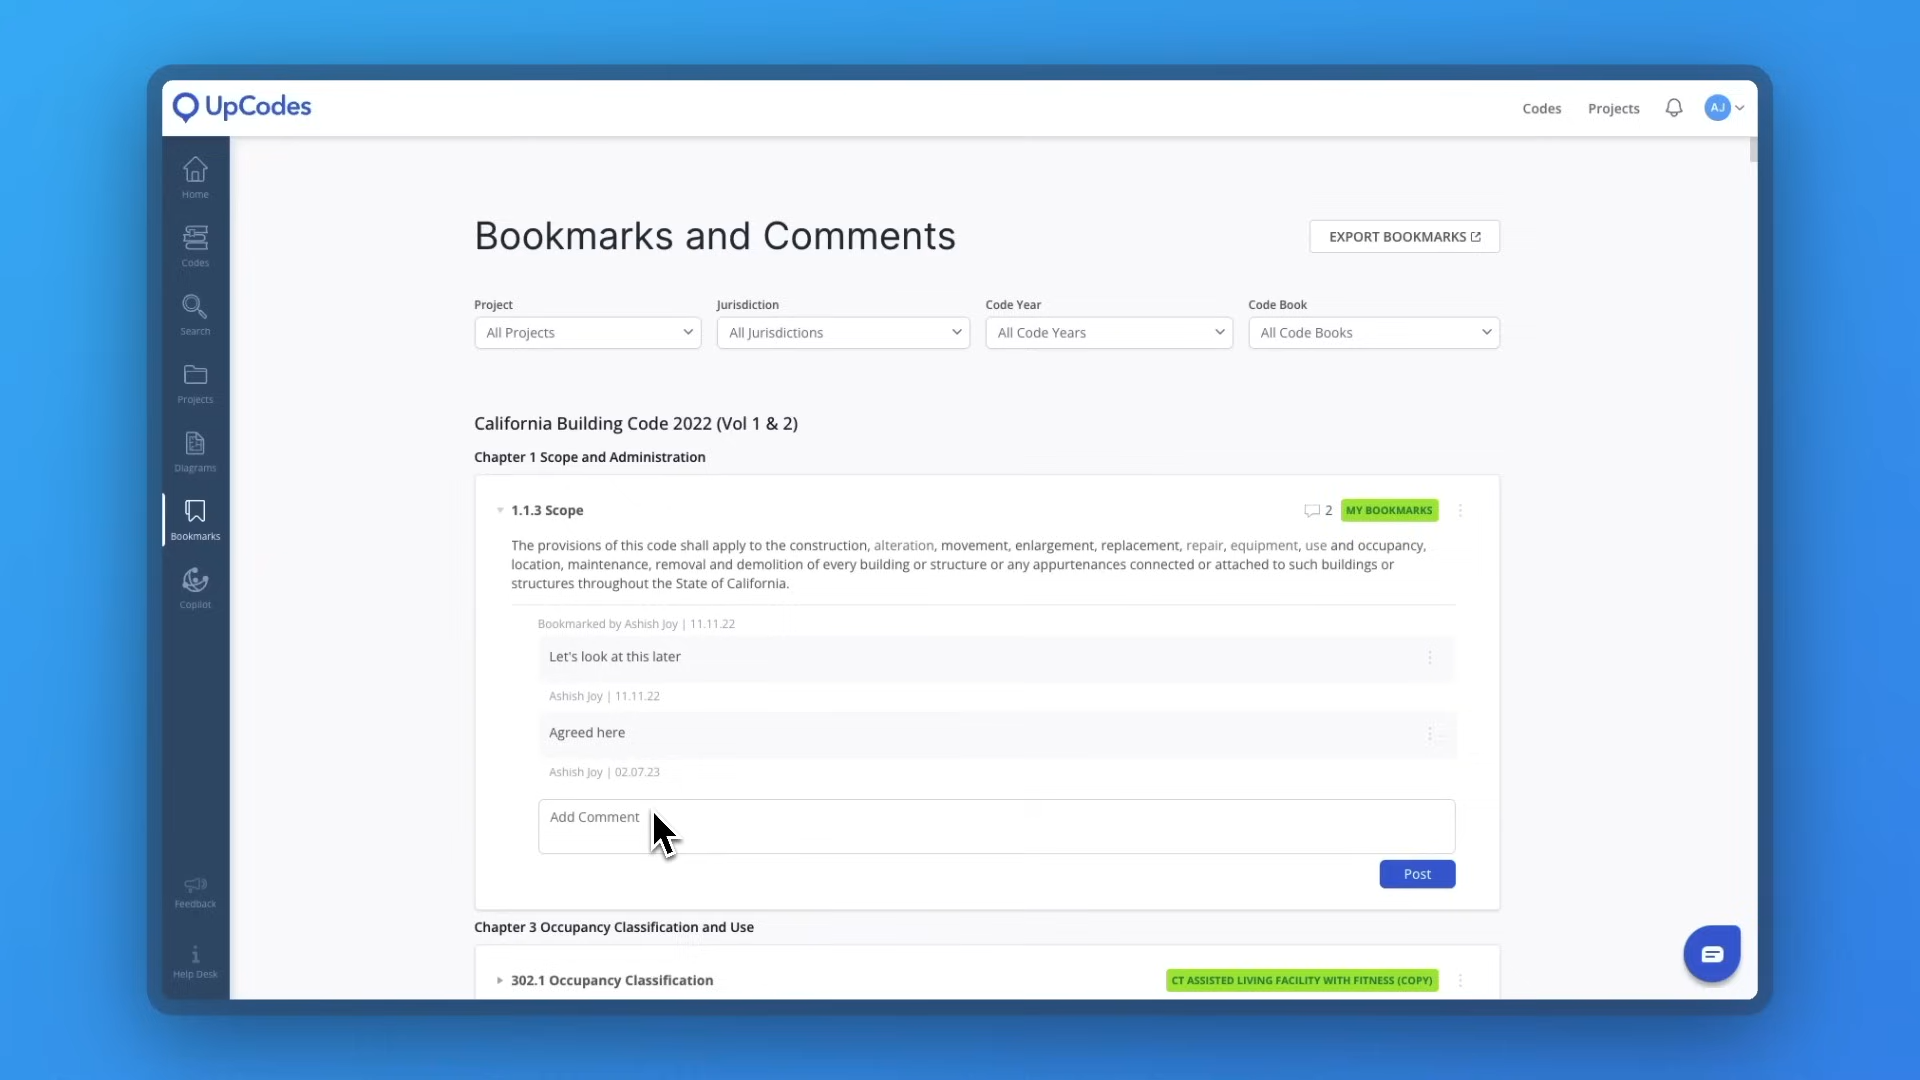 UpCodes
Codes
Projects
AJ
Home
Codes
Search
Projects
Diagrams
Bookmarks
Copilot
Feedback
Help Desk
Bookmarks and Comments
EXPORT BOOKMARKS
Project
Jurisdiction
Code Year
Code Book
All Projects
All Jurisdictions
All Code Years
All Code Books
California Building Code 2022 (Vol 1 & 2)
Chapter 1 Scope and Administration
1.1.3 Scope
2
MY BOOKMARKS
The provisions of this code shall apply to the construction, alteration, movement, enlargement, replacement, repair, equipment, use and occupancy,
location, maintenance, removal and demolition of every building or structure or any appurtenances connected or attached to such buildings or
structures throughout the State of California.
Bookmarked by Ashish Joy | 11.11.22
Let's look at this later
Ashish Joy | 11.11.22
Agreed here
Ashish Joy | 02.07.23
Add Comment
Post
Chapter 3 Occupancy Classification and Use
302.1 Occupancy Classification
CT ASSISTED LIVING FACILITY WITH FITNESS (COPY)